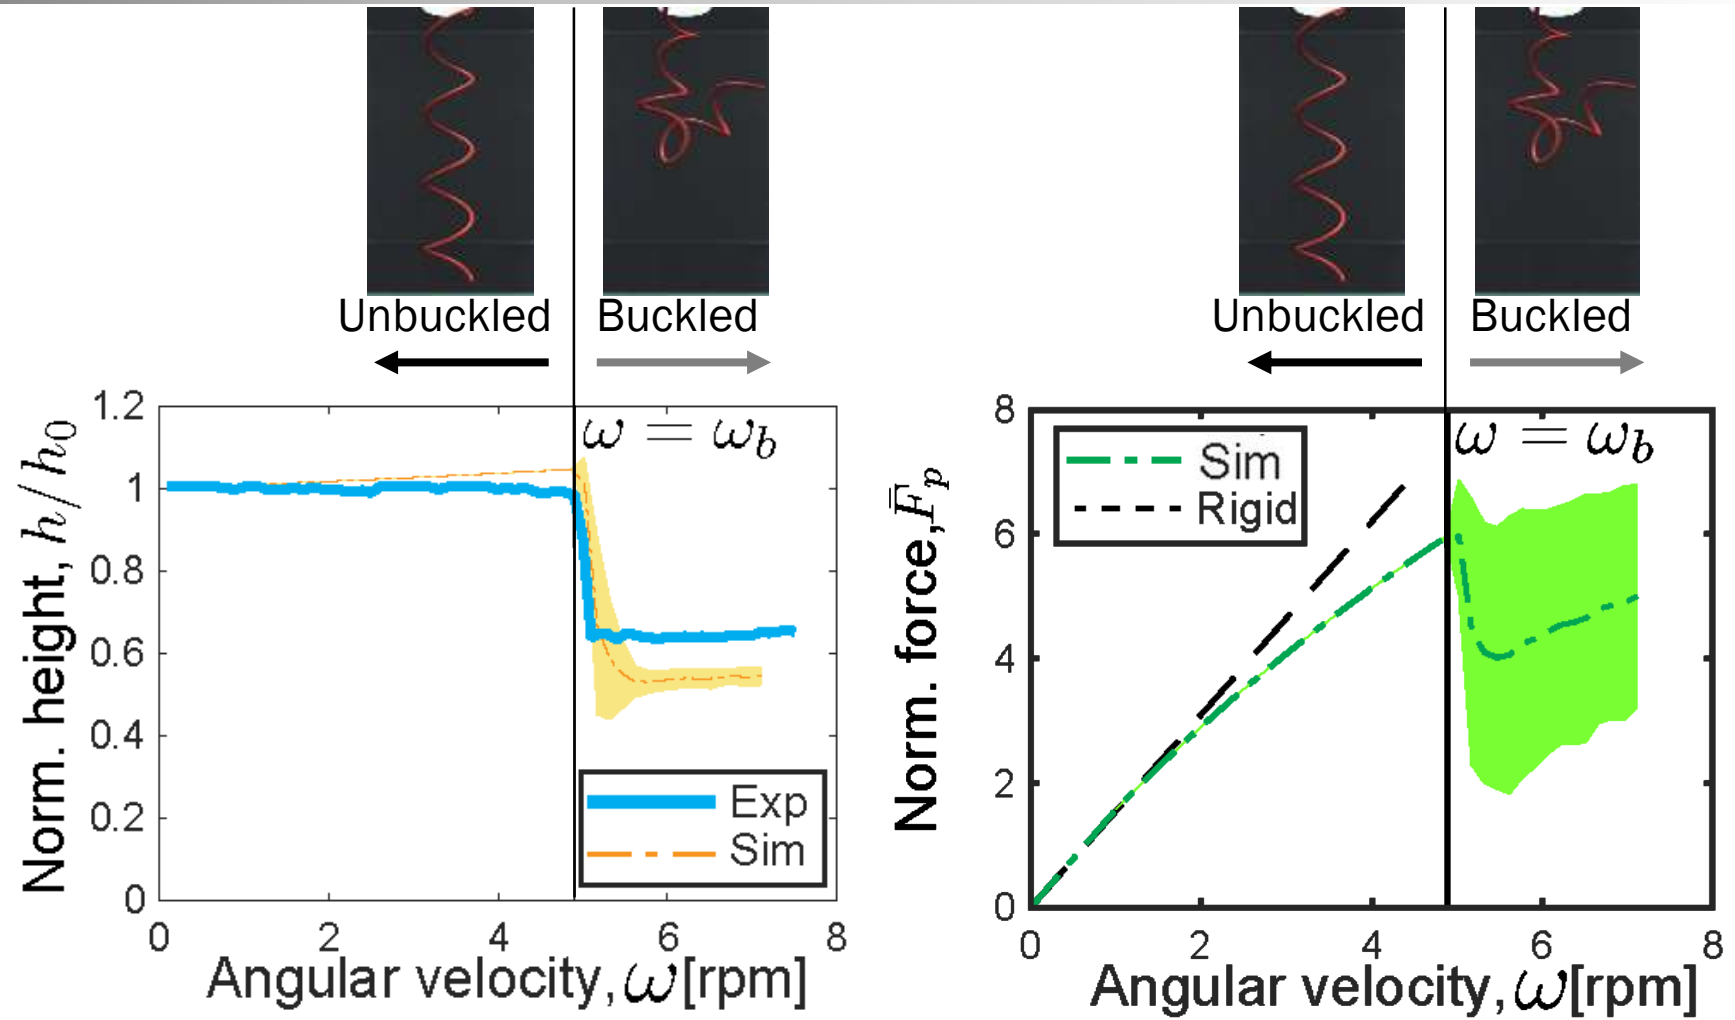 Unbuckled Buckled
Norm. height, h/h₀
1.2
1
0.8
0.6
0.4
0.2
0
ω = ω_b
Exp
Sim
0 2 4 6 8
Angular velocity, ω[rpm]
Unbuckled Buckled
Norm. force, F̄_p
8
6
4
2
0
Sim
Rigid
ω = ω_b
0 2 4 6 8
Angular velocity, ω[rpm]